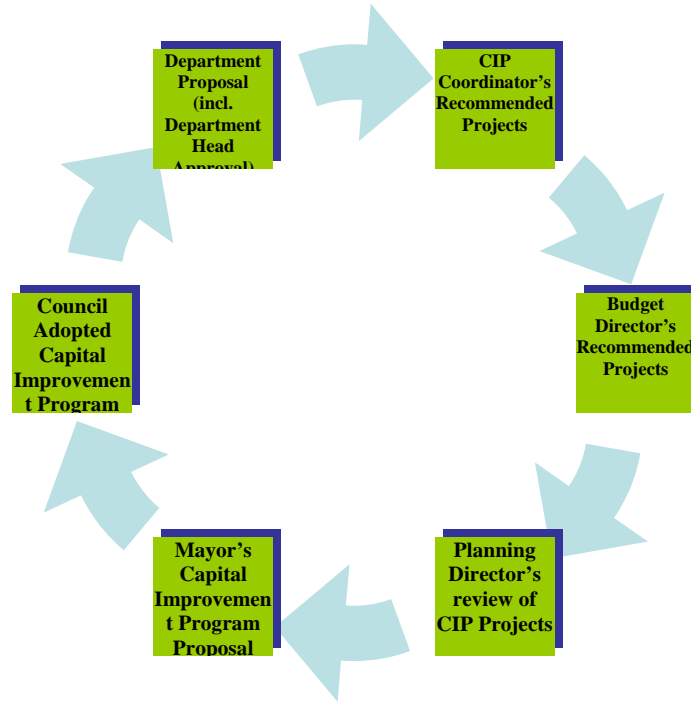 Department
Proposal
(incl.
Department
Head
Approval)
CIP
Coordinator’s
Recommended
Projects
Budget
Director’s
Recommended
Projects
Planning
Director’s
review of
CIP Projects
Mayor’s
Capital
Improvemen
t Program
Proposal
Council
Adopted
Capital
Improvemen
t Program